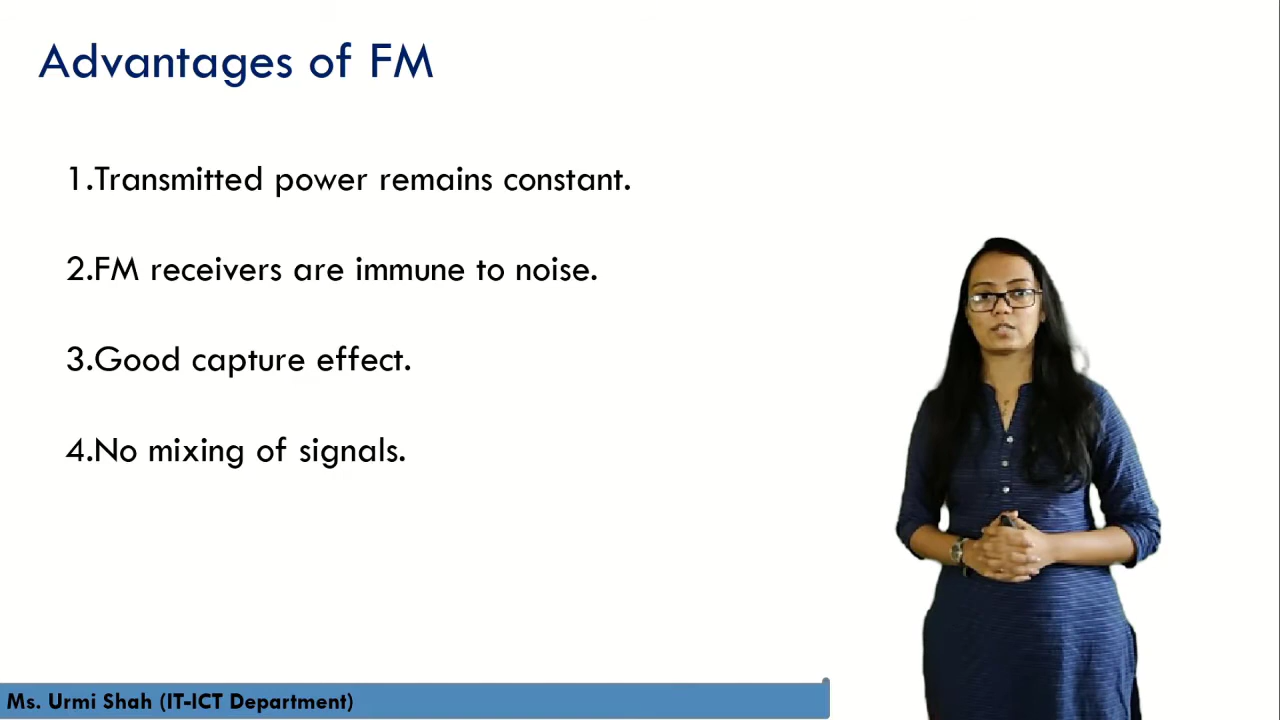 Advantages of FM
1.Transmitted power remains constant.
2.FM receivers are immune to noise.
3.Good capture effect.
4.No mixing of signals.
Ms. Urmi Shah (IT-ICT Department)